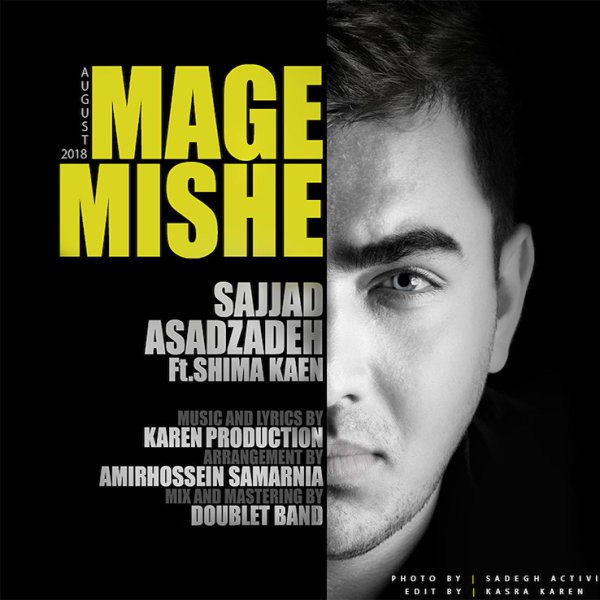 AUGUST
2018
MAGE
MISHE
SAJJAD
ASADZADEH
Ft.SHIMA KAEN
MUSIC AND LYRICS BY
KAREN PRODUCTION
ARRANGEMENT BY
AMIRHOSSEIN SAMARNIA
MIX AND MASTERING BY
DOUBLET BAND
PHOTO BY | SADEGH ACTIVI
EDIT BY | KASRA KAREN